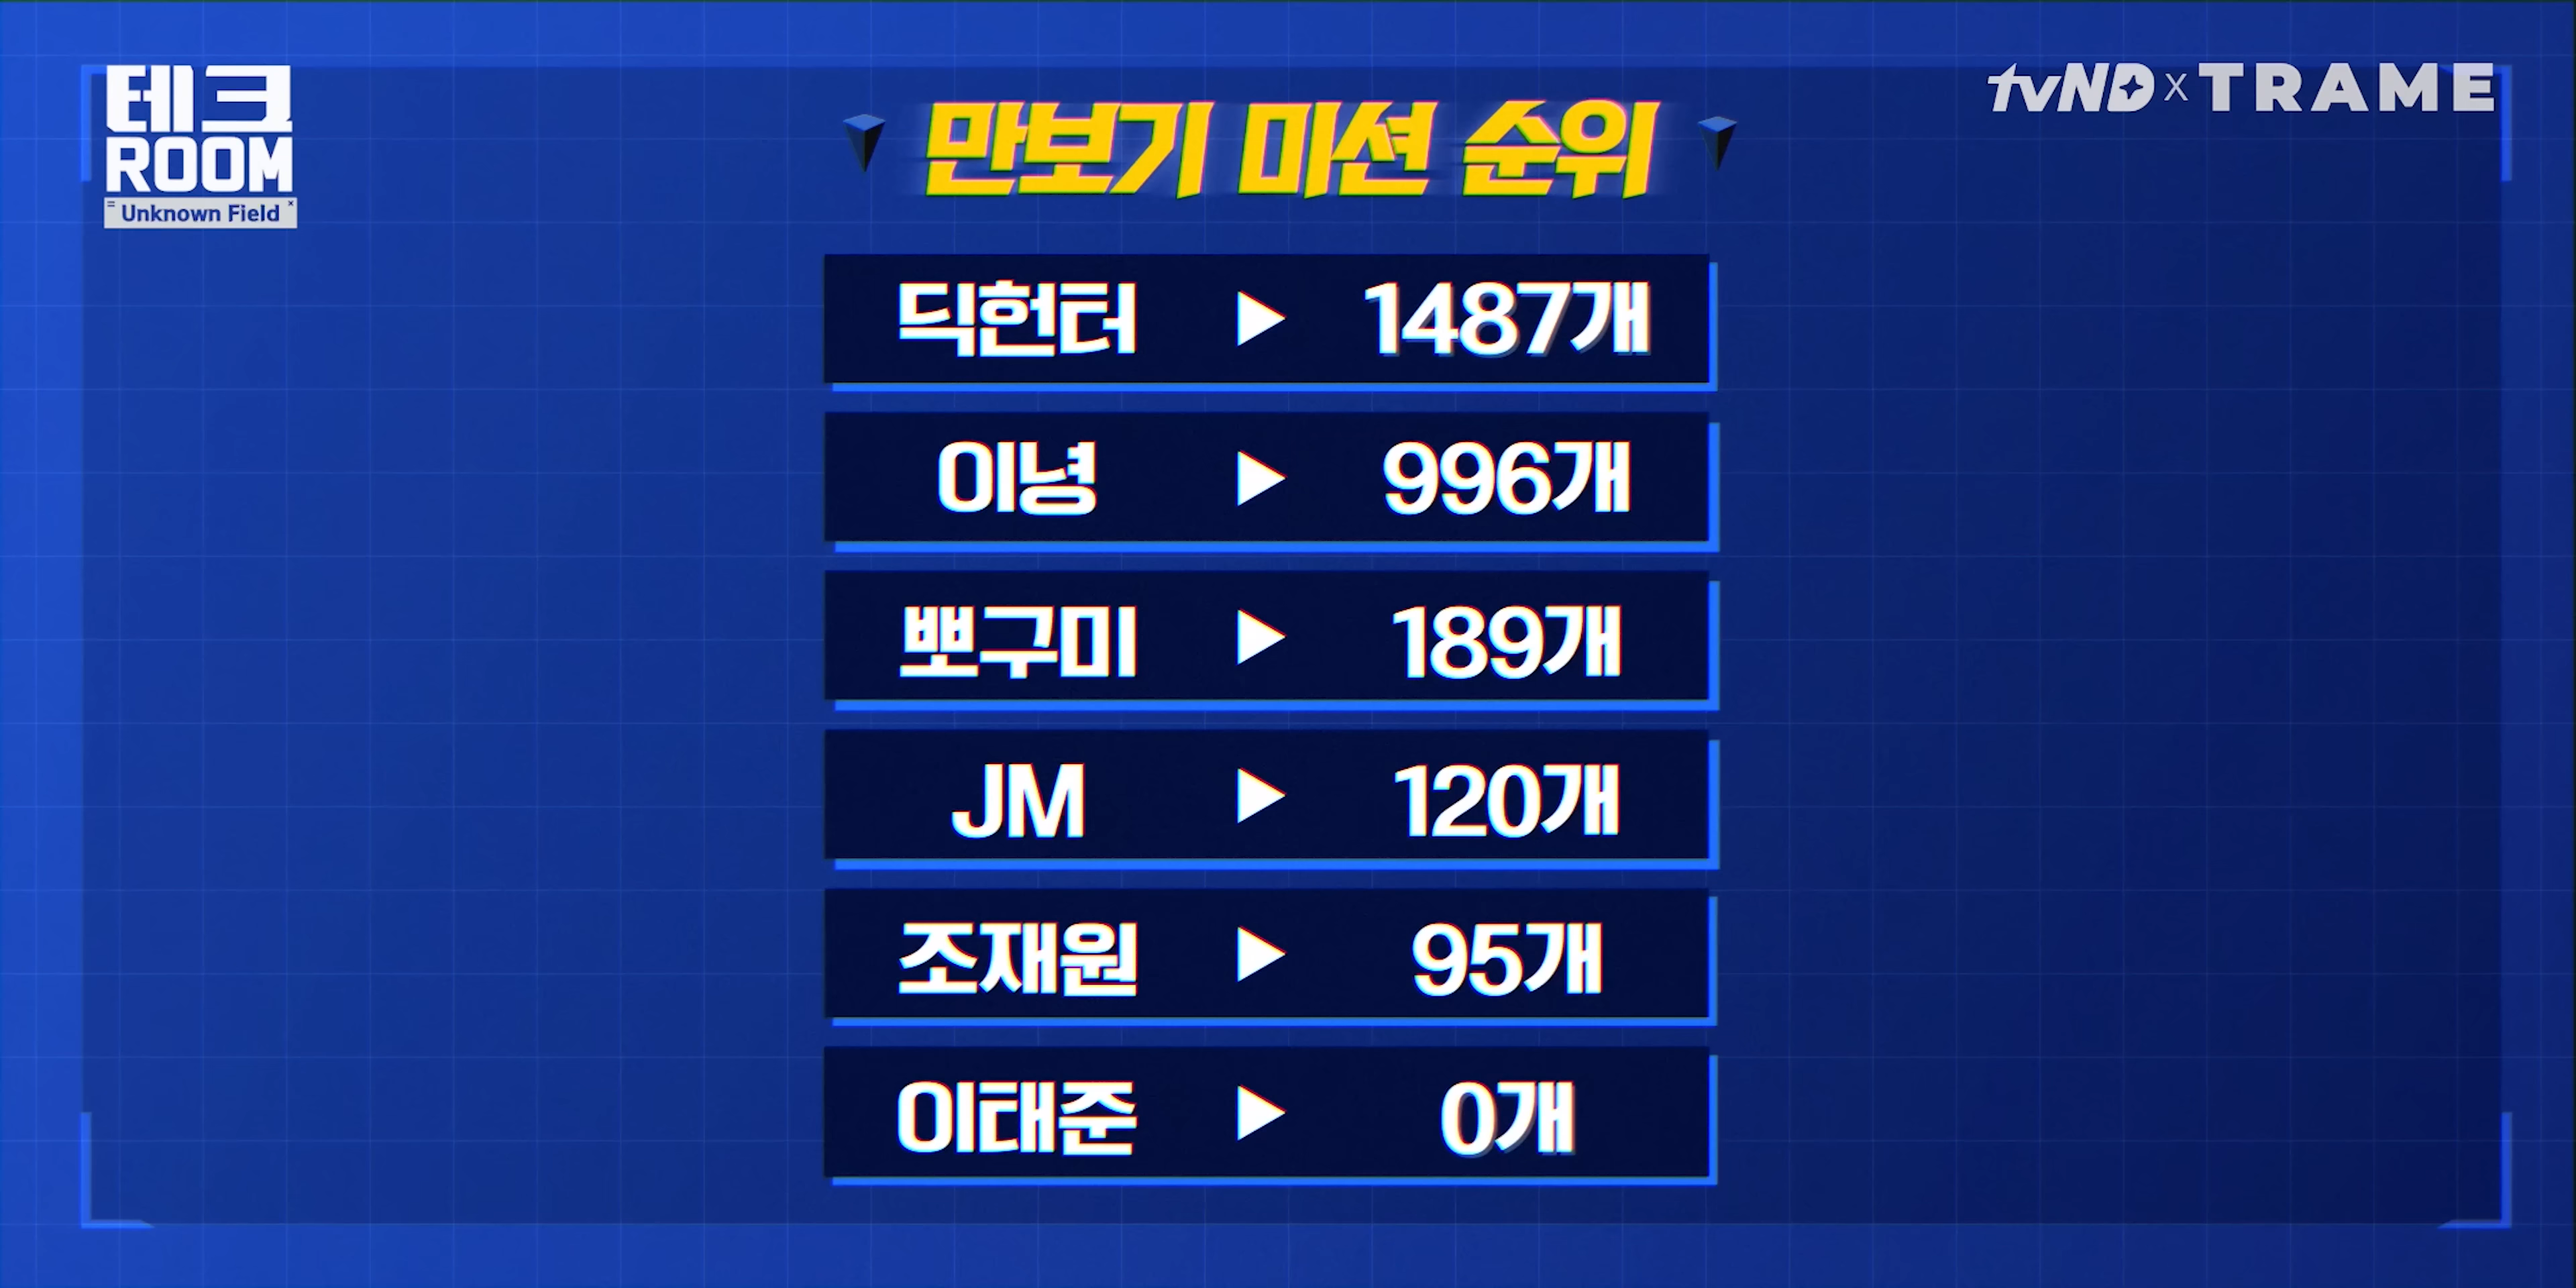 테크
ROOM
Unknown Field
tvND X TRAME
만보기 미션 순위
딕헌터 ▶ 1487개
이녕 ▶ 996개
뽀구미 ▶ 189개
JM ▶ 120개
조재원 ▶ 95개
이태준 ▶ 0개